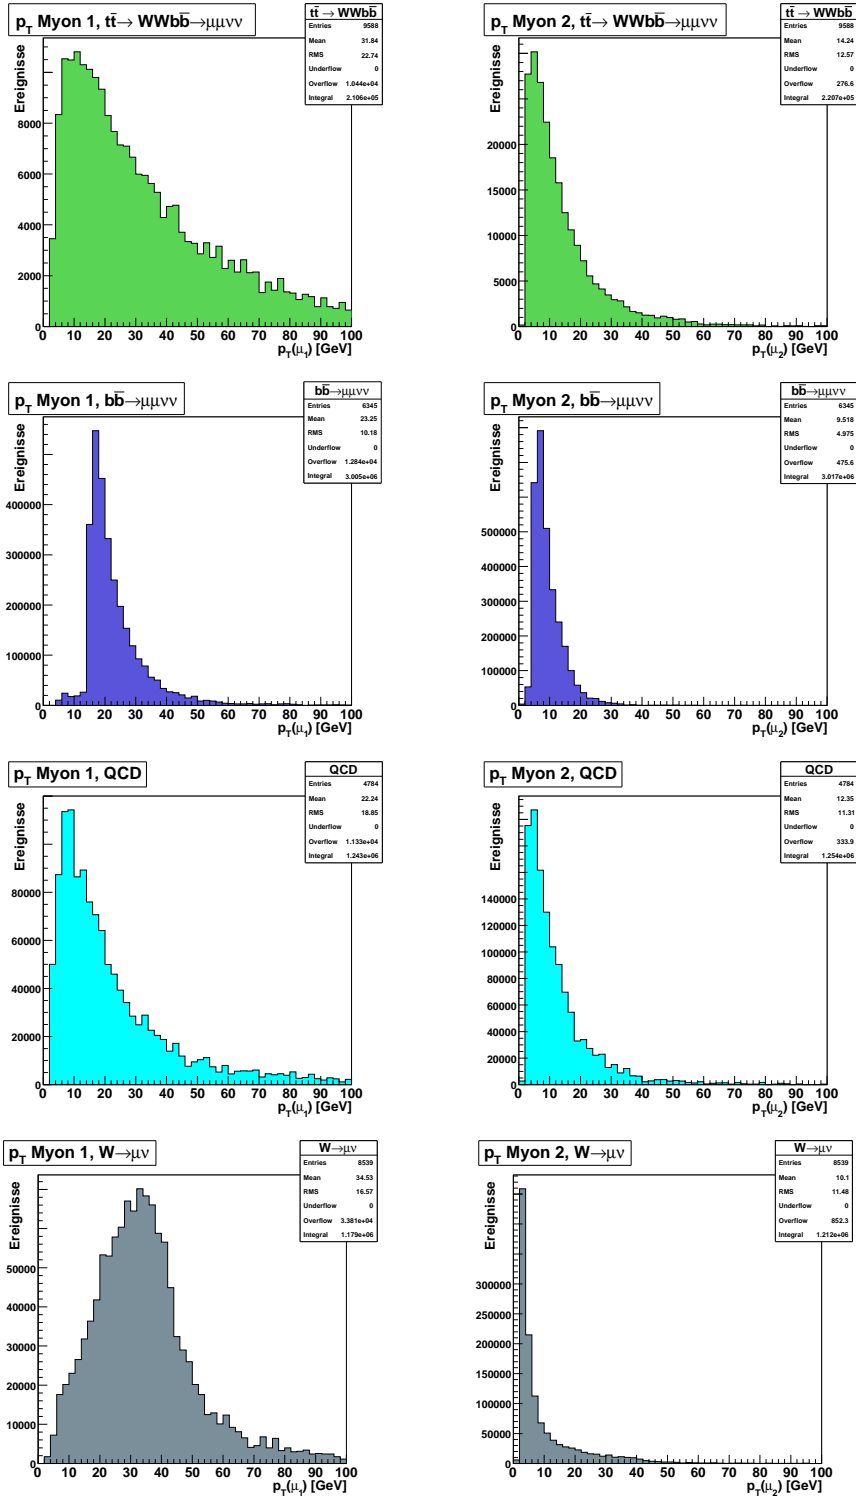 p_T Myon 1, tt̄→ WWbb̄→μμνν
tt̄→ WWbb̄
Entries 9588
Mean 31.84
RMS 22.74
Underflow 0
Overflow 1.044e+04
Integral 2.106e+05
Ereignisse
10000
8000
6000
4000
2000
0
0 10 20 30 40 50 60 70 80 90 100
p_T(μ_1) [GeV]
p_T Myon 2, tt̄→ WWbb̄→μμνν
tt̄→ WWbb̄
Entries 9588
Mean 14.24
RMS 12.57
Underflow 0
Overflow 276.6
Integral 2.207e+05
Ereignisse
20000
15000
10000
5000
0
0 10 20 30 40 50 60 70 80 90 100
p_T(μ_2) [GeV]
p_T Myon 1, bb̄→μμνν
bb̄→μμνν
Entries 6345
Mean 23.25
RMS 10.18
Underflow 0
Overflow 1.284e+04
Integral 3.005e+06
Ereignisse
400000
300000
200000
100000
0
0 10 20 30 40 50 60 70 80 90 100
p_T(μ_1) [GeV]
p_T Myon 2, bb̄→μμνν
bb̄→μμνν
Entries 6345
Mean 9.518
RMS 4.975
Underflow 0
Overflow 475.6
Integral 3.017e+06
Ereignisse
500000
400000
300000
200000
100000
0
0 10 20 30 40 50 60 70 80 90 100
p_T(μ_2) [GeV]
p_T Myon 1, QCD
QCD
Entries 4784
Mean 22.24
RMS 18.85
Underflow 0
Overflow 1.133e+04
Integral 1.243e+06
Ereignisse
80000
60000
40000
20000
0
0 10 20 30 40 50 60 70 80 90 100
p_T(μ_1) [GeV]
p_T Myon 2, QCD
QCD
Entries 4784
Mean 12.35
RMS 11.31
Underflow 0
Overflow 333.9
Integral 1.254e+06
Ereignisse
140000
120000
100000
80000
60000
40000
20000
0
0 10 20 30 40 50 60 70 80 90 100
p_T(μ_2) [GeV]
p_T Myon 1, W→μν
W→μν
Entries 8539
Mean 34.53
RMS 16.57
Underflow 0
Overflow 3.381e+04
Integral 1.179e+06
Ereignisse
50000
40000
30000
20000
10000
0
0 10 20 30 40 50 60 70 80 90 100
p_T(μ_1) [GeV]
p_T Myon 2, W→μν
W→μν
Entries 8539
Mean 10.1
RMS 11.48
Underflow 0
Overflow 852.3
Integral 1.212e+06
Ereignisse
300000
250000
200000
150000
100000
50000
0
0 10 20 30 40 50 60 70 80 90 100
p_T(μ_2) [GeV]